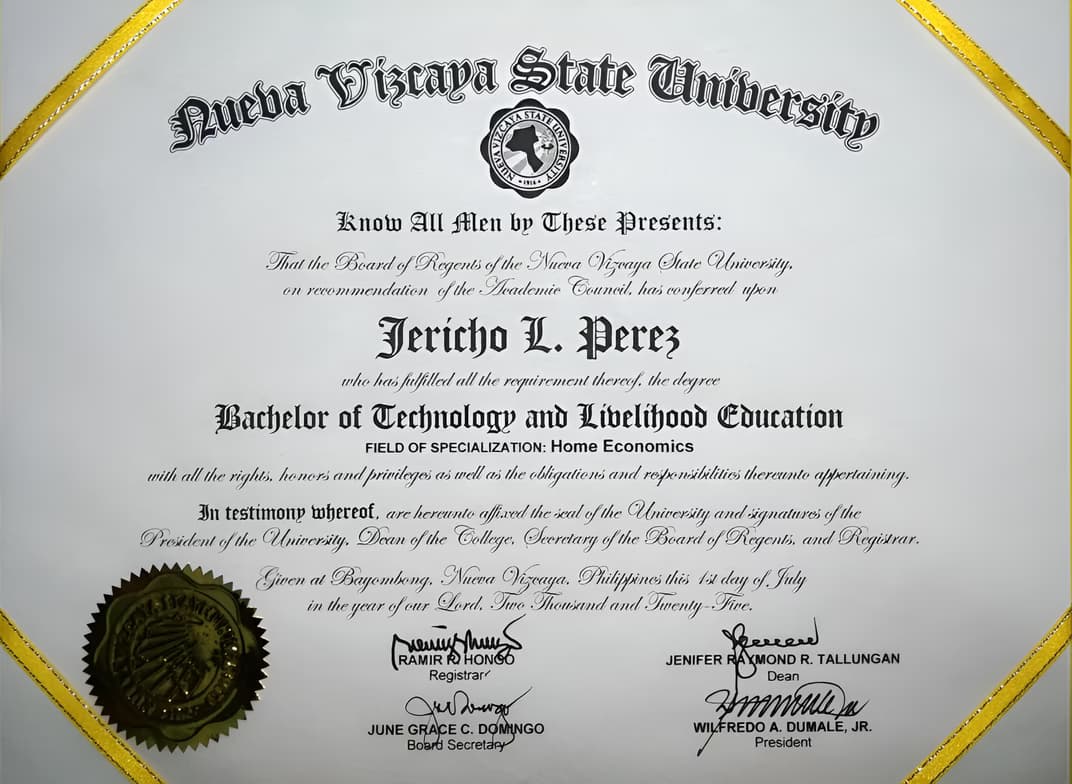 Nueva Vizcaya State University
NUEVA VIZCAYA STATE UNIVERSITY
1916
Know All Men by These Presents:
That the Board of Regents of the Nueva Vizcaya State University,
on recommendation of the Academic Council, has conferred upon
Jericho L. Perez
who has fulfilled all the requirement thereof, the degree
Bachelor of Technology and Livelihood Education
FIELD OF SPECIALIZATION: Home Economics
with all the rights, honors and privileges as well as the obligations and responsibilities thereunto appertaining.
In testimony whereof, are hereunto affixed the seal of the University and signatures of the
President of the University, Dean of the College, Secretary of the Board of Regents, and Registrar.
Given at Bayombong, Nueva Vizcaya, Philippines this 1st day of July
in the year of our Lord, Two Thousand and Twenty-Five.
RAMIR HONGO
Registrar
JENIFER RAYMOND R. TALLUNGAN
Dean
JUNE GRACE C. DOMINGO
Board Secretary
WILFREDO A. DUMALE, JR.
President